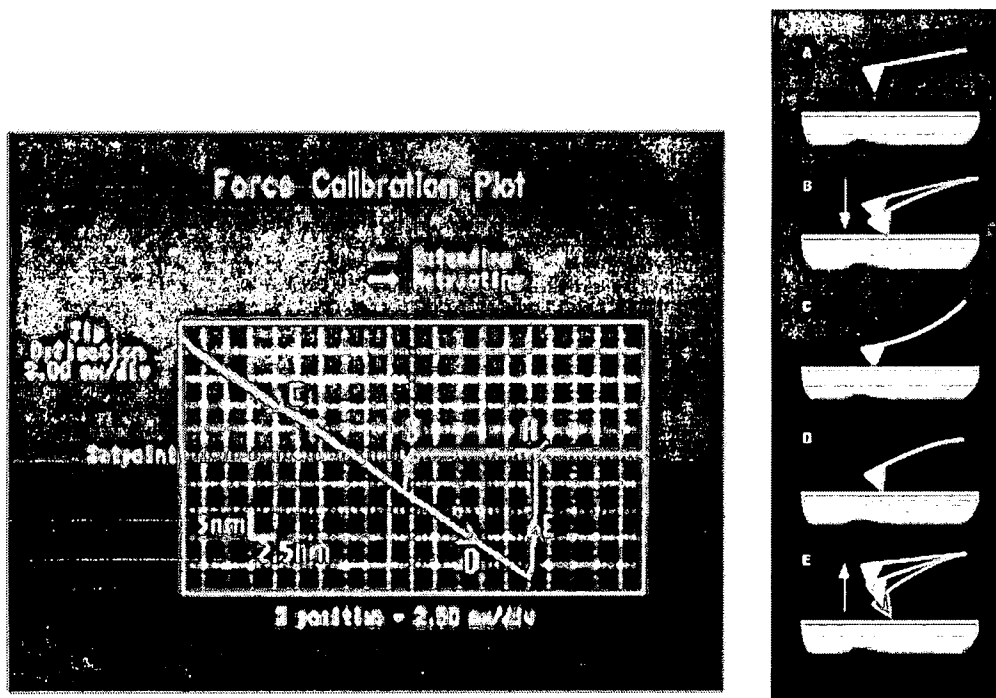 Force Calibration Plot
Extending
Retracting
Tip
Deflection
2.00 nm/div
C
B
A
Setpoint
5nm
2.5nm
D
E
Z position - 2.50 nm/div
A
B
C
D
E